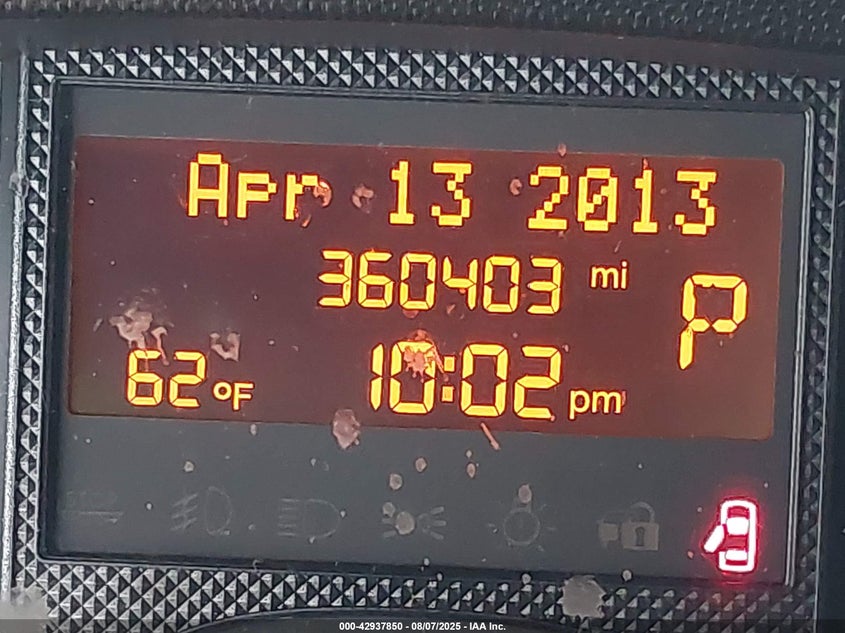 Apr 13 2013
360403 mi
P
62°F 10:02 pm
000-42937850 - 08/07/2025 - IAA Inc.